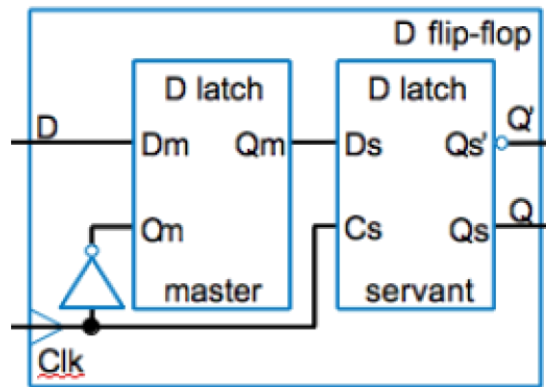 D flip-flop
D latch
D latch
D
Dm
Qm
Ds
Qs'
Q'
Cm
Cs
Qs
Q
master
servant
Clk